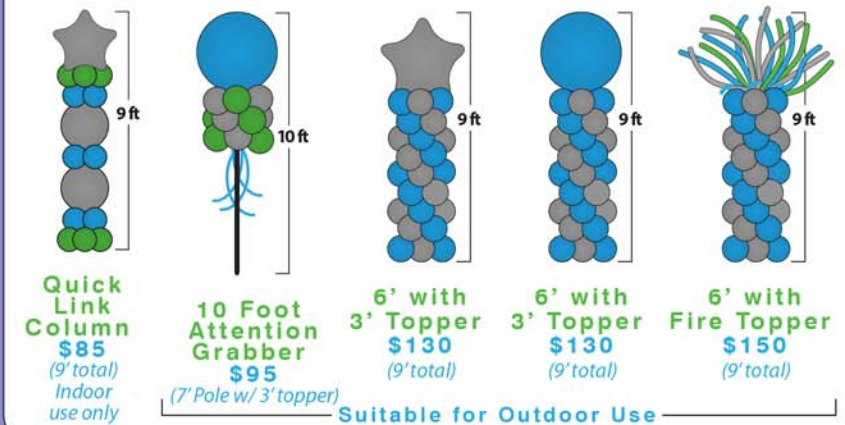 9 ft
10 ft
9 ft
9 ft
9 ft
Quick
Link
Column
$85
(9' total)
Indoor
use only
10 Foot
Attention
Grabber
$95
(7' Pole w/ 3' topper)
6' with
3' Topper
$130
(9' total)
6' with
3' Topper
$130
(9' total)
6' with
Fire Topper
$150
(9' total)
Suitable for Outdoor Use